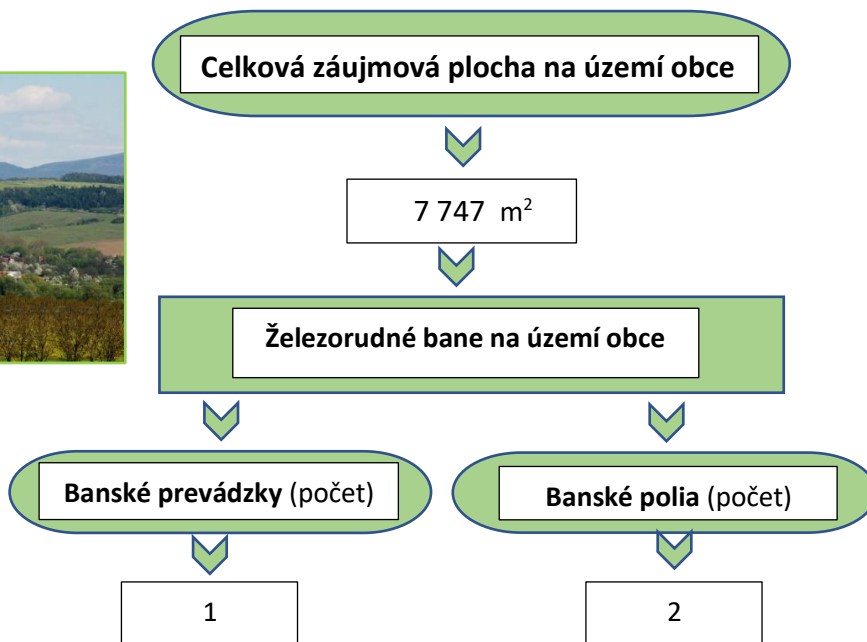 Celková záujmová plocha na území obce
7 747 m²
Železorudné bane na území obce
Banské prevádzky (počet)
Banské polia (počet)
1
2